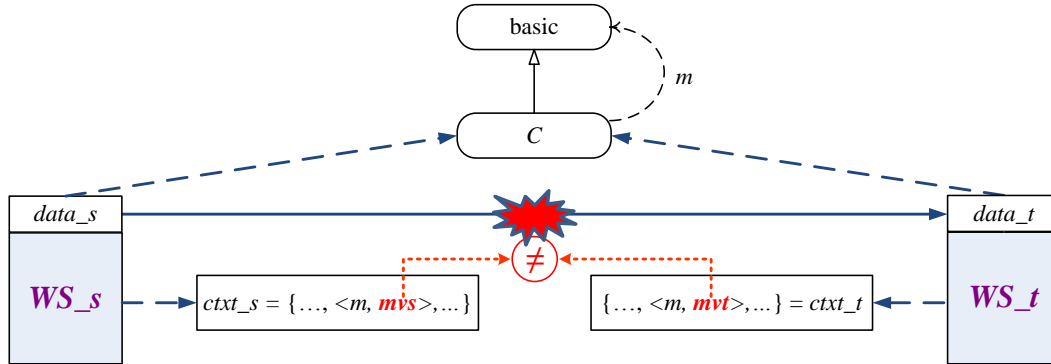 basic
m
C
data_s
data_t
WS_s
≠
WS_t
ctxt_s = {…, <m, mvs>,…}
{…, <m, mvt>,…} = ctxt_t